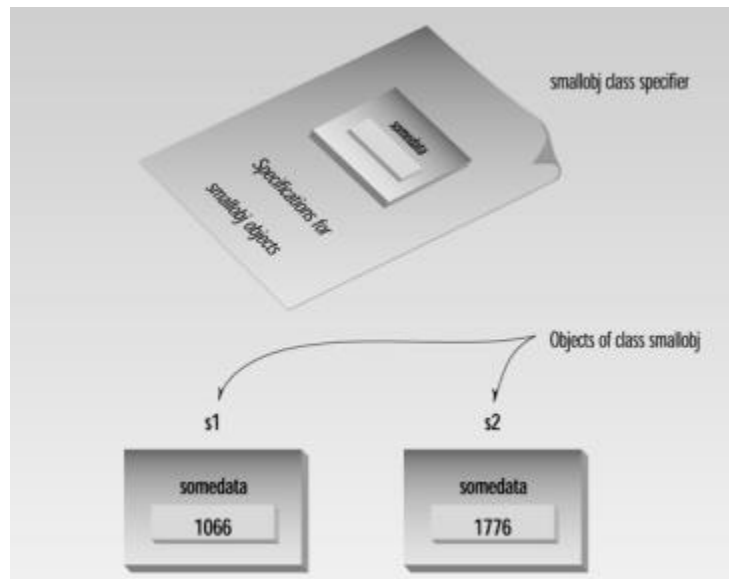 smallobj class specifier
somedata
Specifications for
smallobj objects
Objects of class smallobj
s1
s2
somedata
somedata
1066
1776